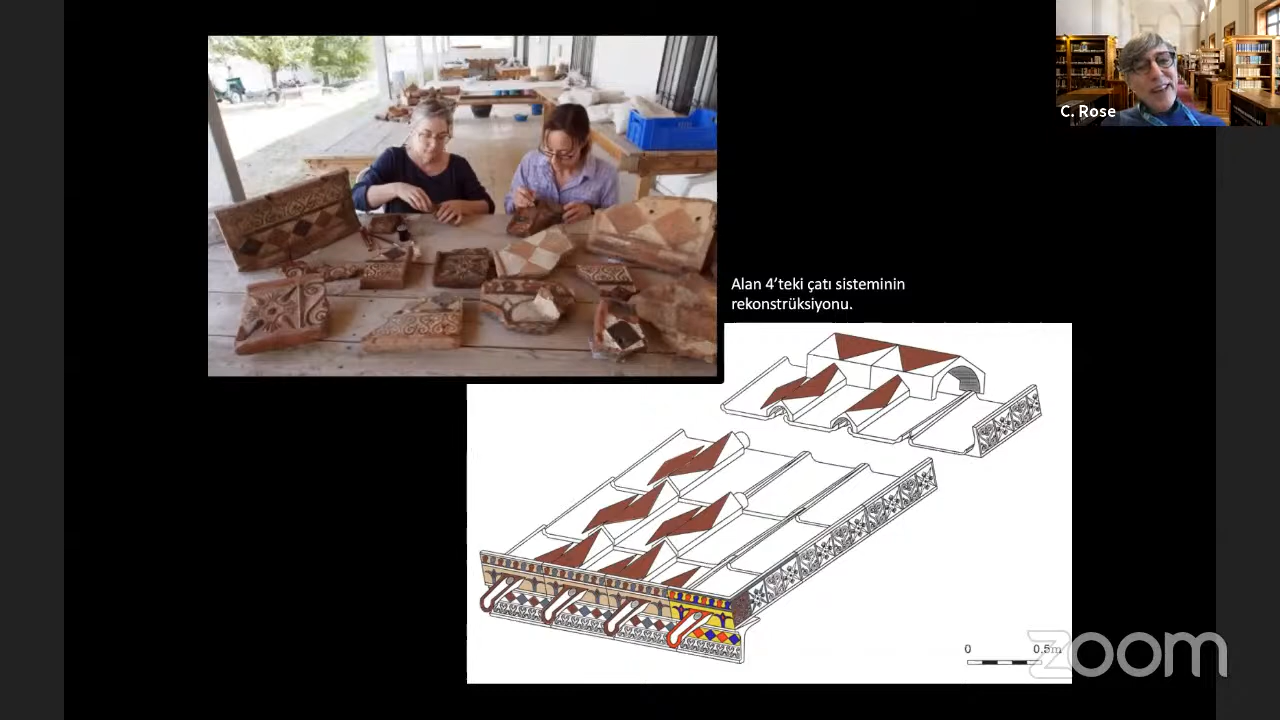 C. Rose
Alan 4’teki çatı sisteminin
rekonstrüksiyonu.
0 0.5m
zoom